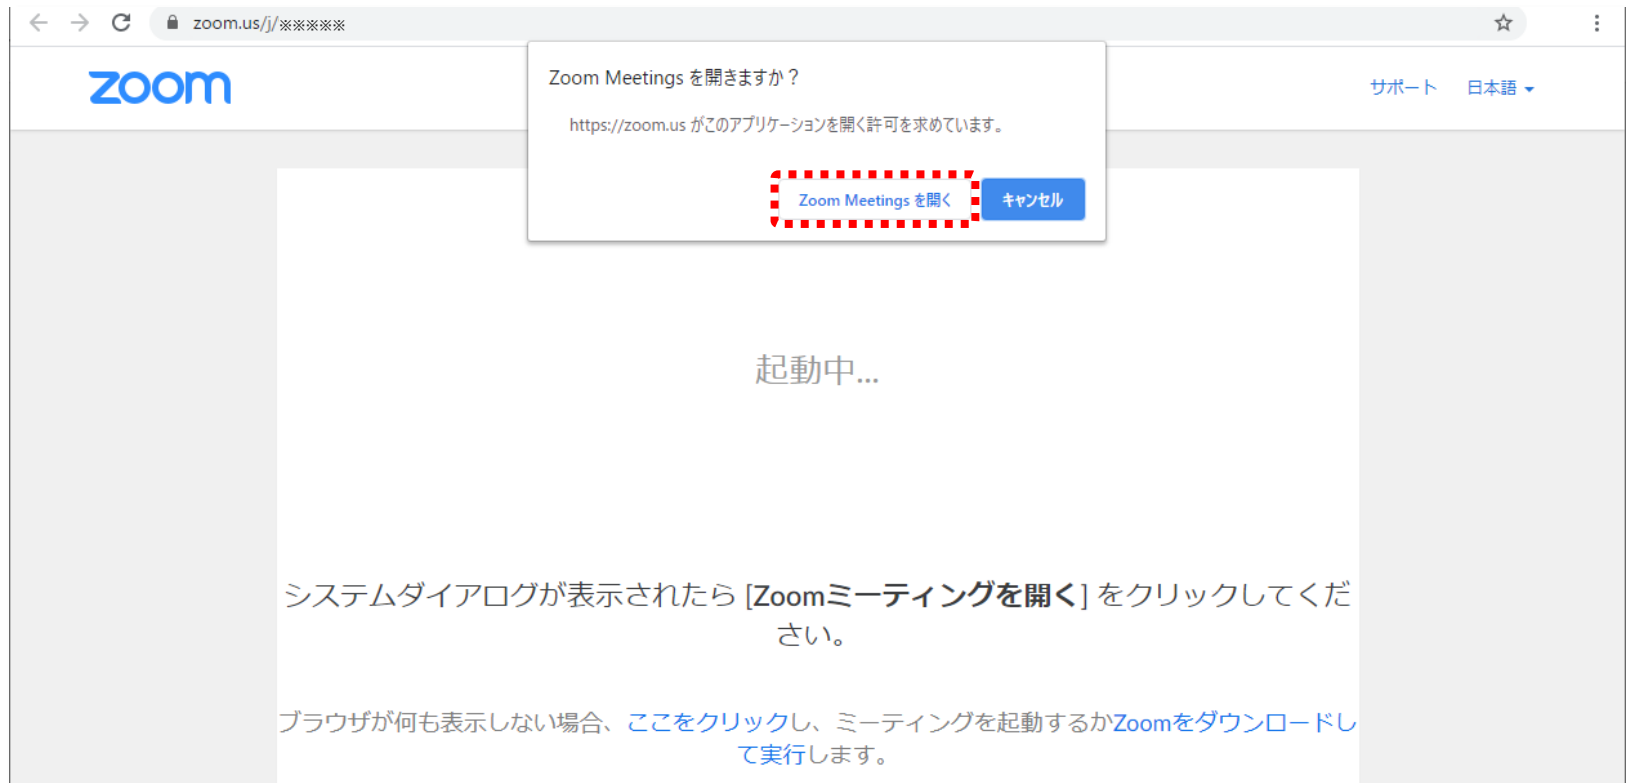 zoom.us/j/※※※※※
zoom
Zoom Meetings を開きますか？
サポート 日本語
https://zoom.us がこのアプリケーションを開く許可を求めています。
Zoom Meetings を開く キャンセル
起動中...
システムダイアログが表示されたら [Zoomミーティングを開く] をクリックしてくだ
さい。
ブラウザが何も表示しない場合、ここをクリックし、ミーティングを起動するかZoomをダウンロードし
て実行します。